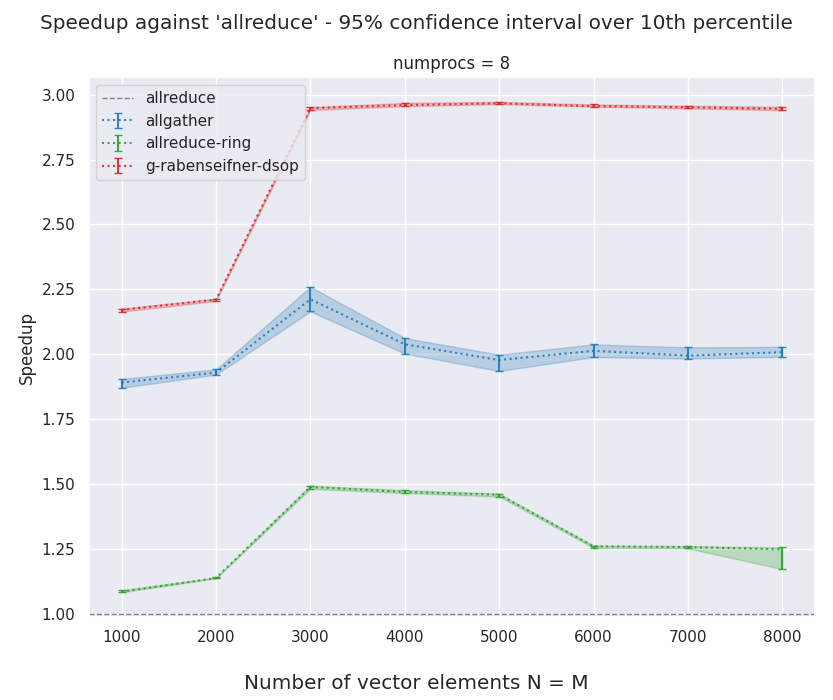 Speedup against 'allreduce' - 95% confidence interval over 10th percentile
numprocs = 8
allreduce
allgather
allreduce-ring
g-rabenseifner-dsop
Speedup
3.00
2.75
2.50
2.25
2.00
1.75
1.50
1.25
1.00
1000 2000 3000 4000 5000 6000 7000 8000
Number of vector elements N = M